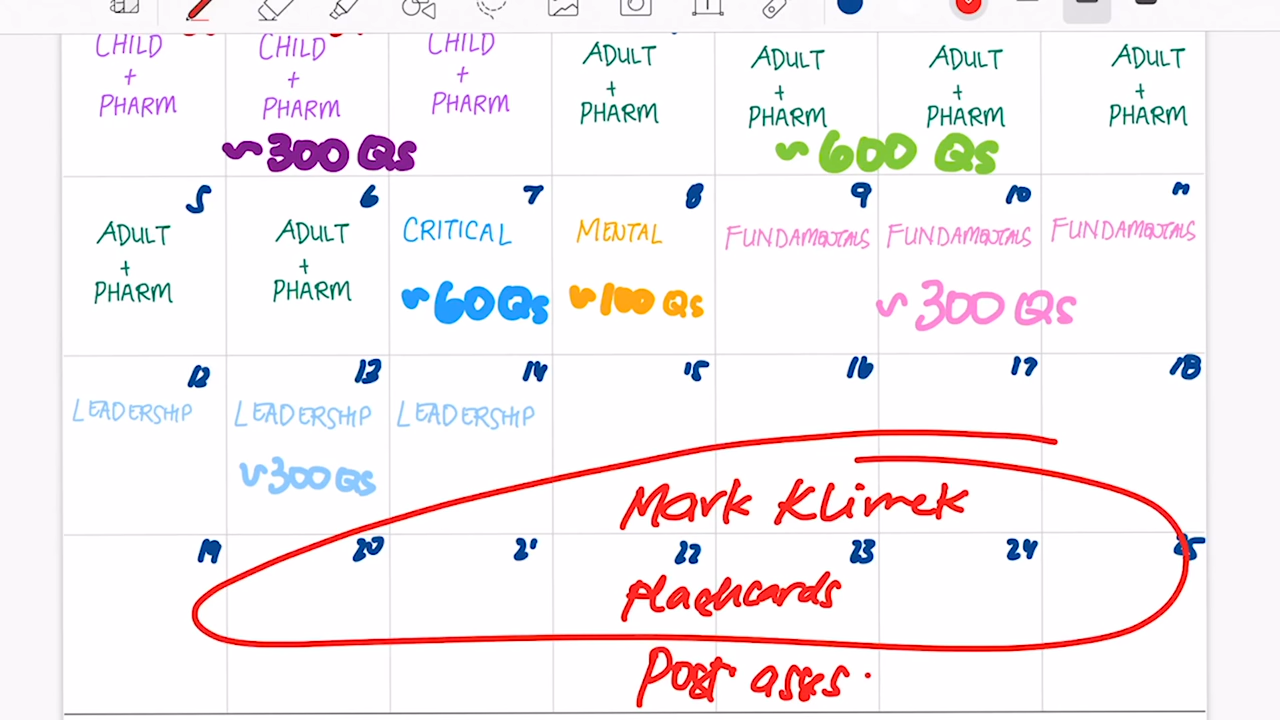 CHILD CHILD CHILD ADULT ADULT ADULT ADULT
+ + + + + + +
PHARM PHARM PHARM PHARM PHARM PHARM PHARM
~300 Qs ~600 Qs
5 6 7 8 9 10 11
ADULT ADULT CRITICAL MENTAL FUNDAMENTALS FUNDAMENTALS FUNDAMENTALS
+ +
PHARM PHARM ~60Qs ~100 Qs ~300 Qs
12 13 14 15 16 17 18
LEADERSHIP LEADERSHIP LEADERSHIP
~300 Qs
Mark Klimek
19 20 21 22 23 24 25
Flashcards
Post asses.